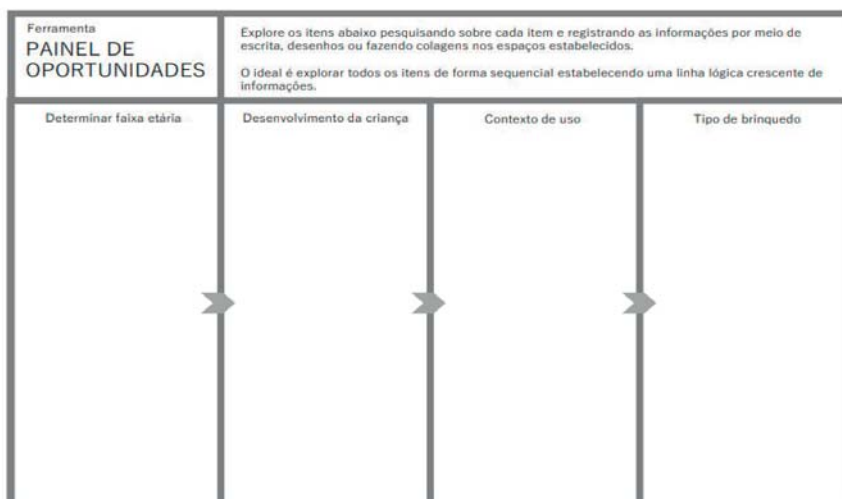 Ferramenta
PAINEL DE
OPORTUNIDADES
Explore os itens abaixo pesquisando sobre cada item e registrando as informações por meio de
escrita, desenhos ou fazendo colagens nos espaços estabelecidos.
O ideal é explorar todos os itens de forma sequencial estabelecendo uma linha lógica crescente de
informações.
Determinar faixa etária
Desenvolvimento da criança
Contexto de uso
Tipo de brinquedo